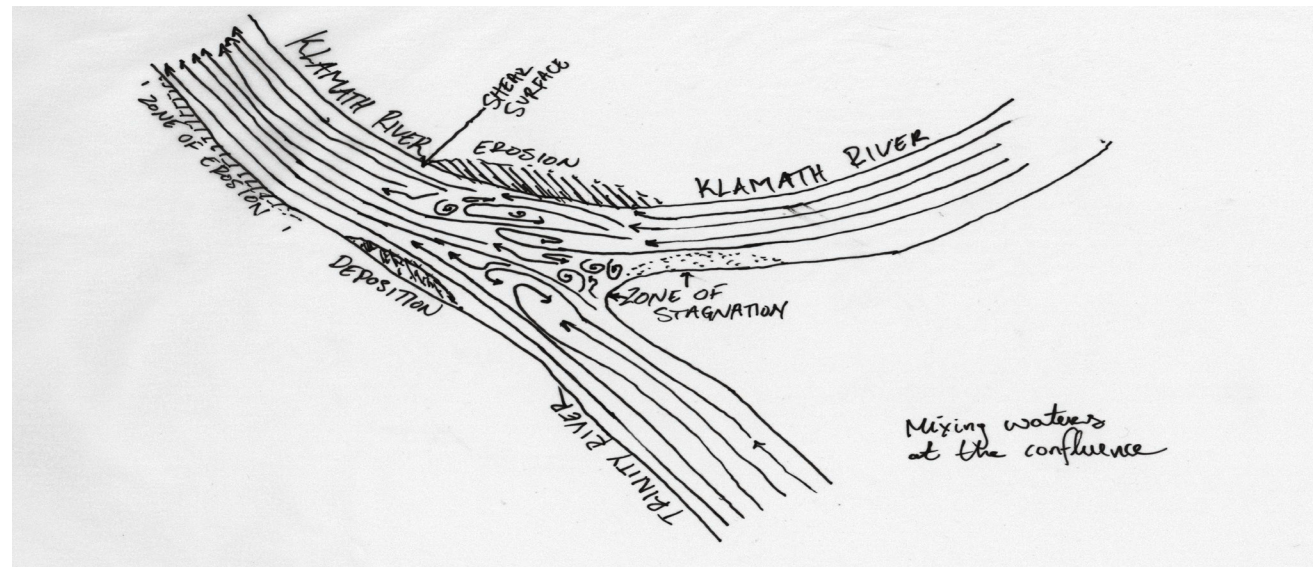 KLAMATH RIVER
SHEAR
SURFACE
EROSION
KLAMATH RIVER
ZONE OF EROSION
DEPOSITION
ZONE OF
STAGNATION
TRINITY RIVER
Mixing waters
at the confluence